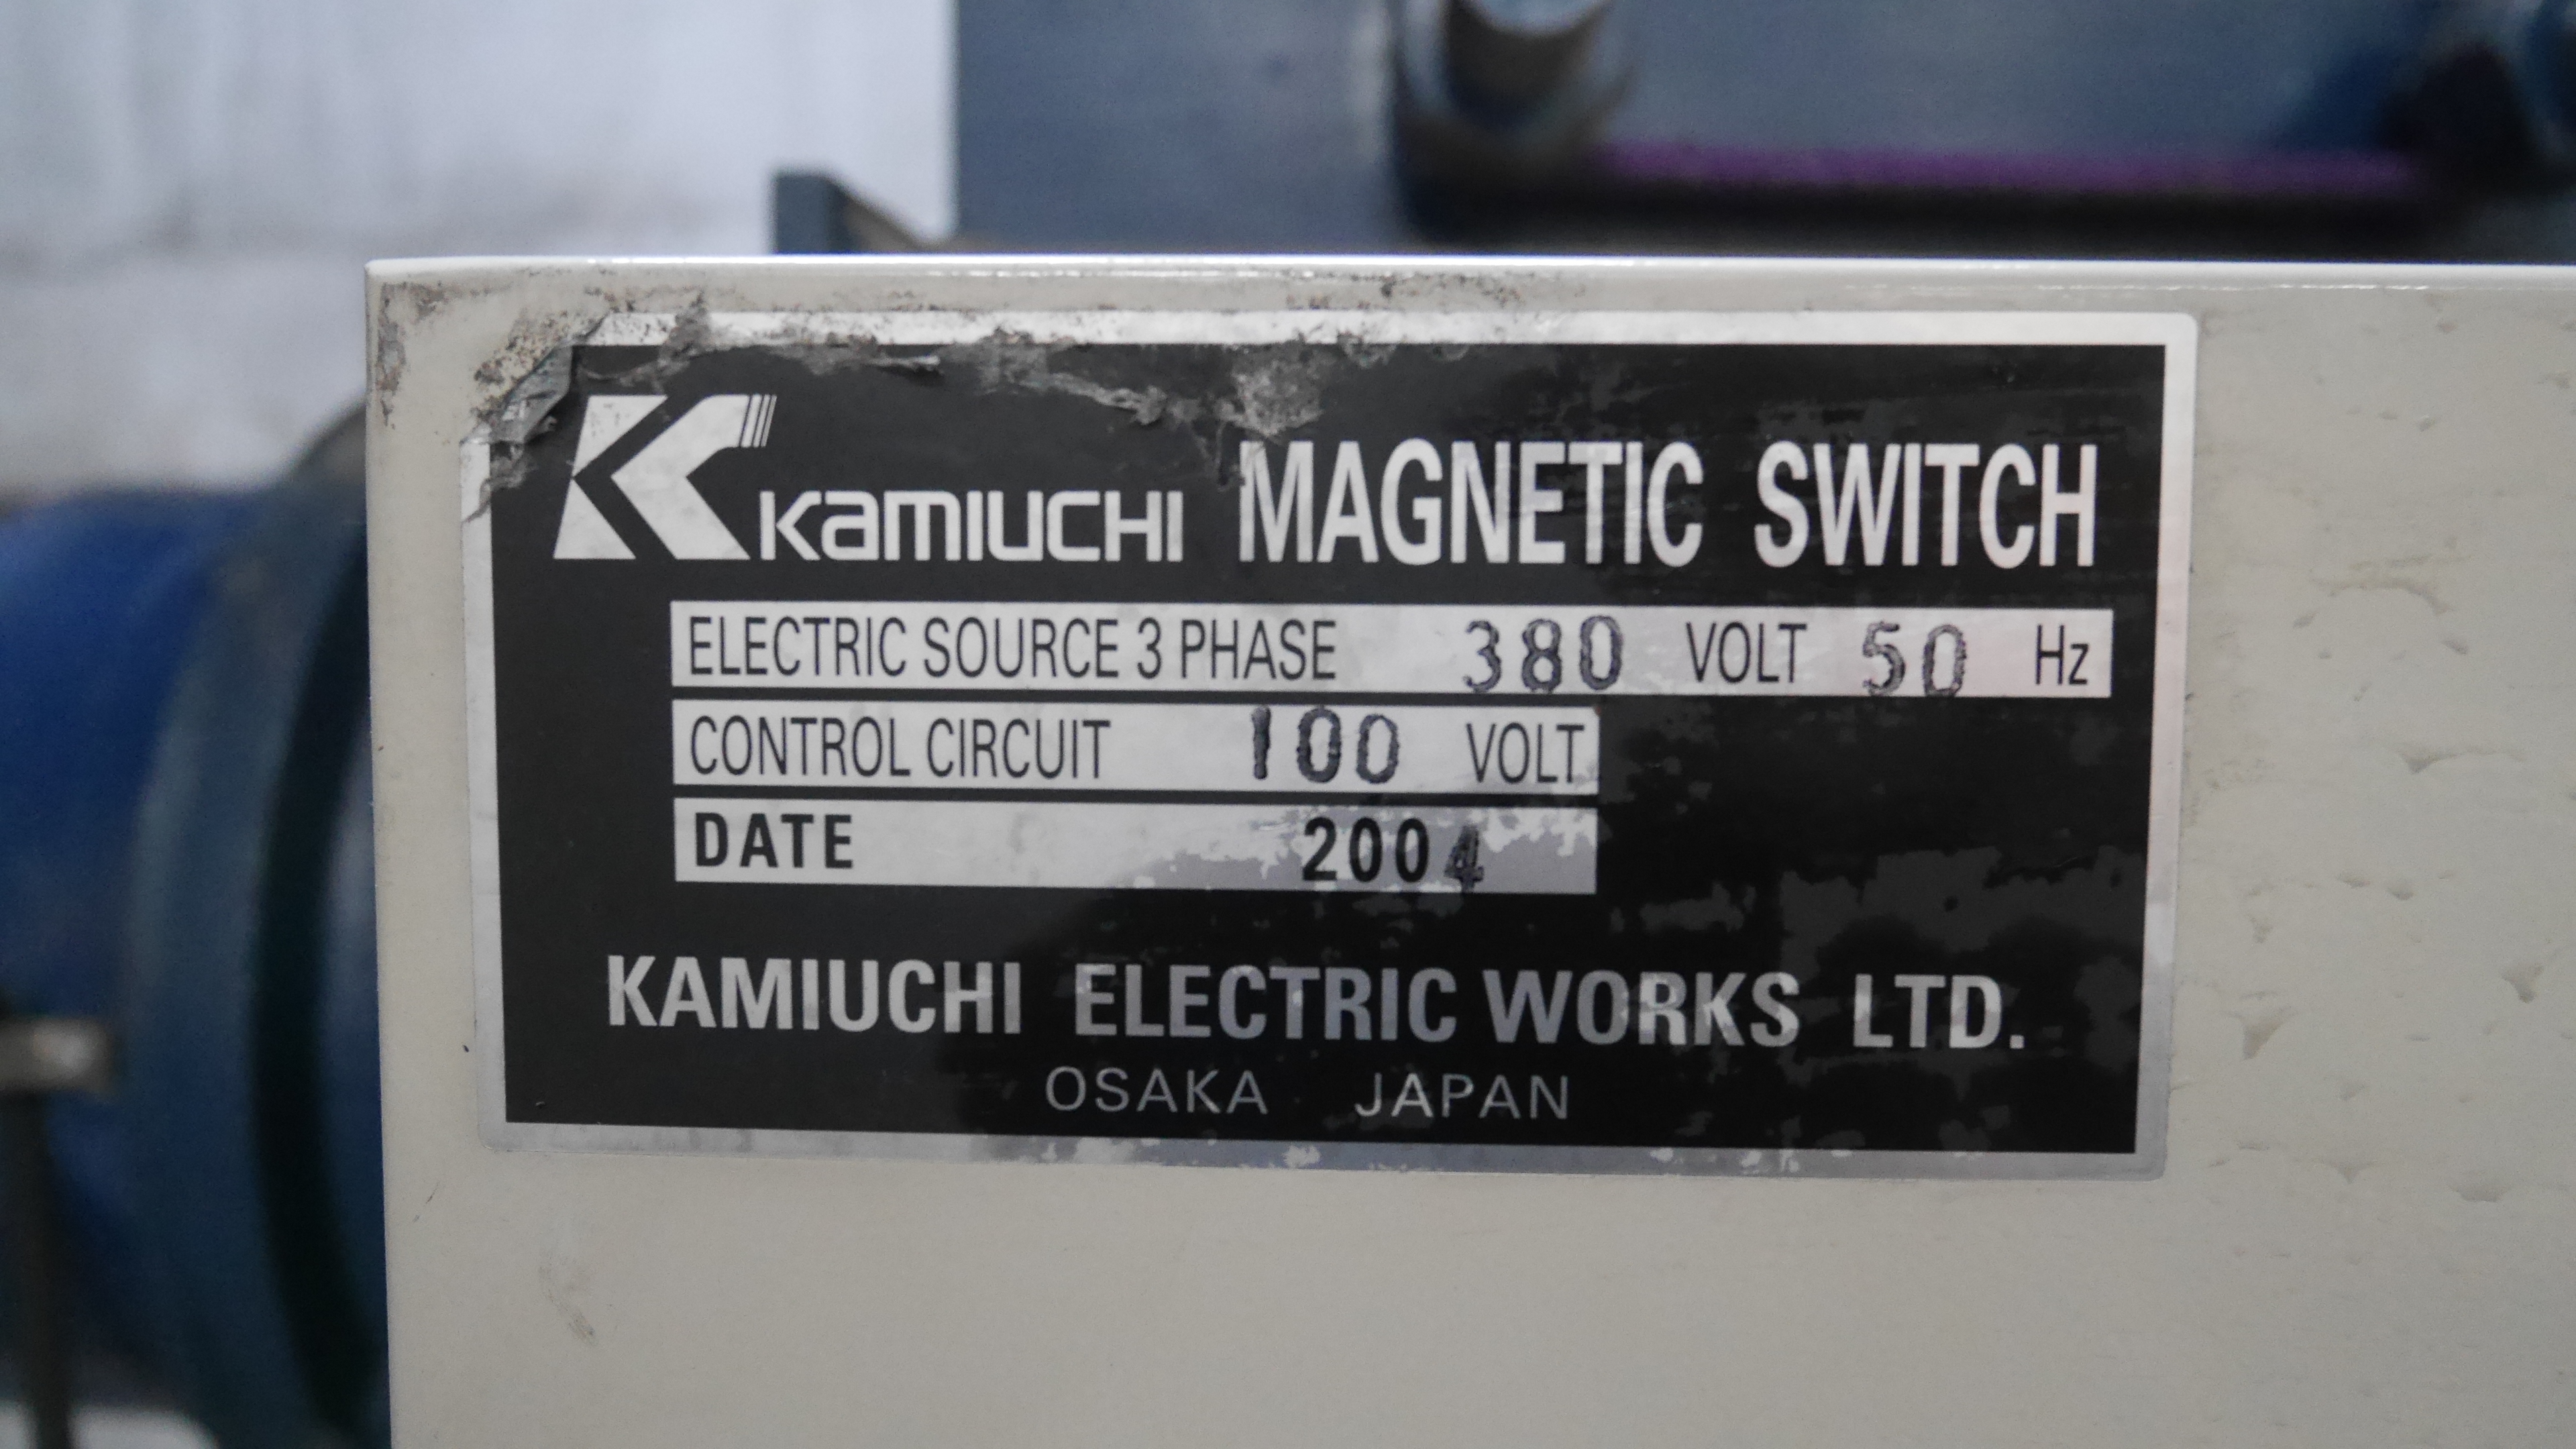 KAMIUCHI MAGNETIC SWITCH
ELECTRIC SOURCE 3 PHASE 380 VOLT 50 Hz
CONTROL CIRCUIT 100 VOLT
DATE 2004
KAMIUCHI ELECTRIC WORKS LTD.
OSAKA JAPAN